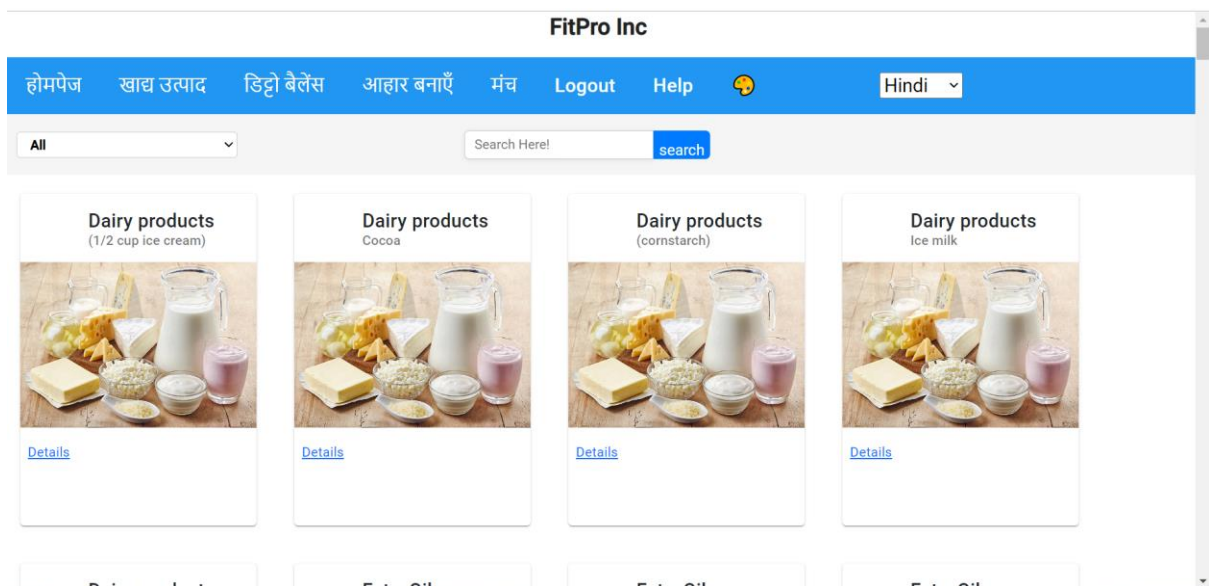 FitPro Inc
होमपेज खाद्य उत्पाद डिट्टो बैलेंस आहार बनाएँ मंच Logout Help Hindi
All Search Here! search
Dairy products Dairy products Dairy products Dairy products
(1/2 cup ice cream) Cocoa (cornstarch) Ice milk
Details Details Details Details